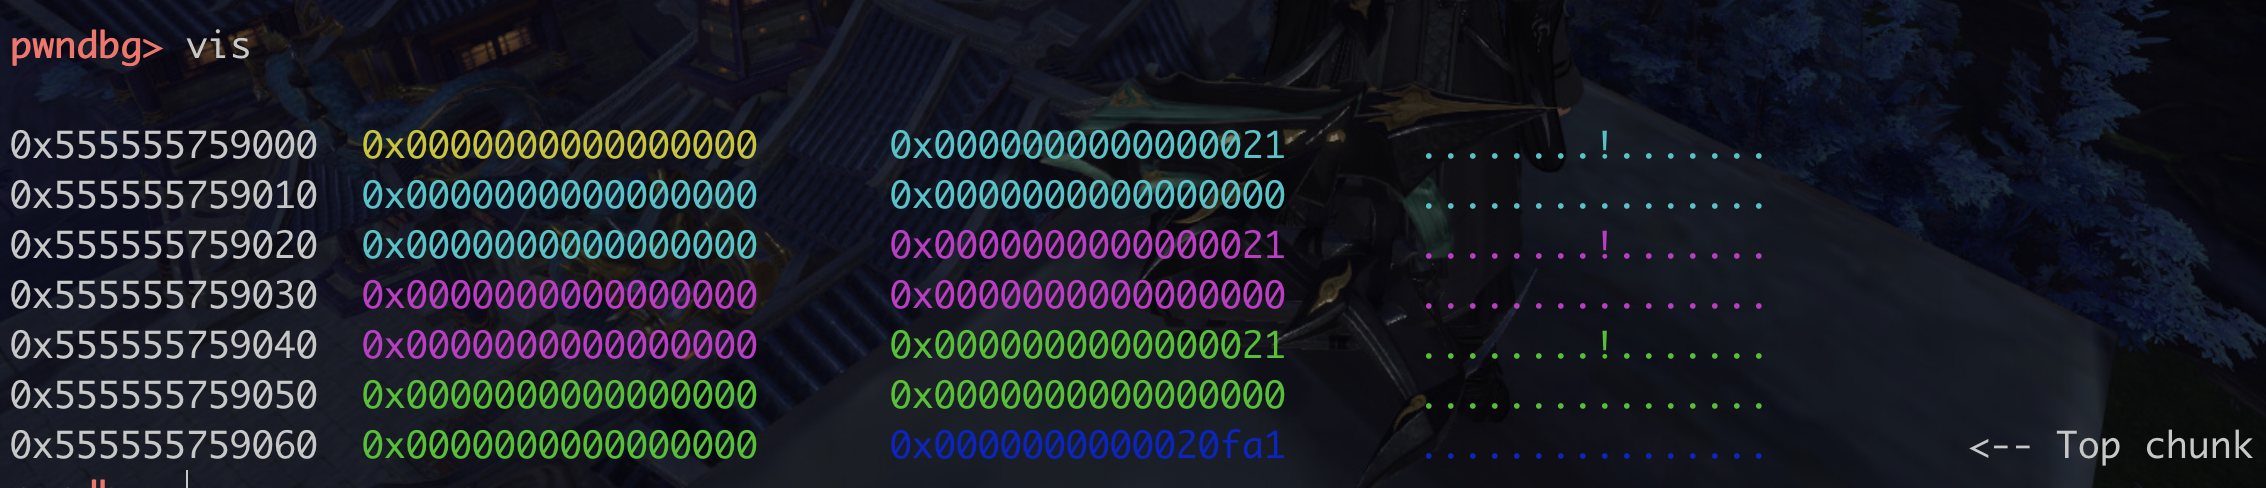 pwndbg> vis
0x555555759000 0x0000000000000000 0x0000000000000021 ........!.......
0x555555759010 0x0000000000000000 0x0000000000000000 ................
0x555555759020 0x0000000000000000 0x0000000000000021 ........!.......
0x555555759030 0x0000000000000000 0x0000000000000000 ................
0x555555759040 0x0000000000000000 0x0000000000000021 ........!.......
0x555555759050 0x0000000000000000 0x0000000000000000 ................
0x555555759060 0x0000000000000000 0x0000000000020fa1 ................ <-- Top chunk